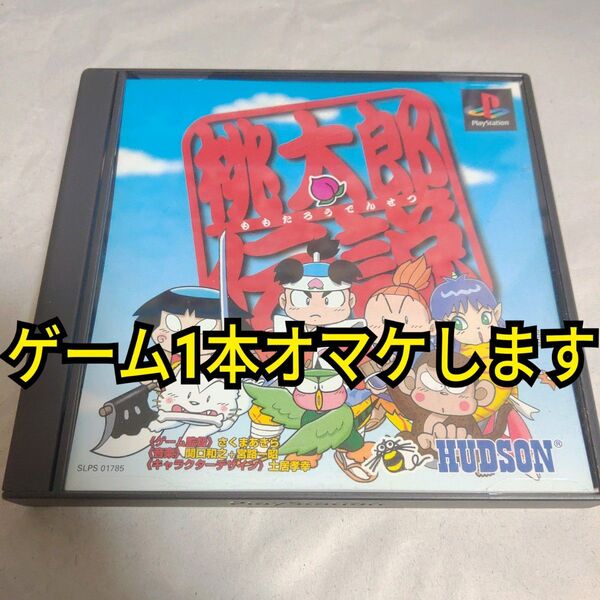 PlayStation
桃太郎
ももたろうでんせつ
伝説
ゲーム1本オマケします
《ゲーム監督》さくまあきら
《音楽》関口和之+宮路一昭
《キャラクターデザイン》土居孝幸
SLPS 01785
HUDSON®
PlayStation